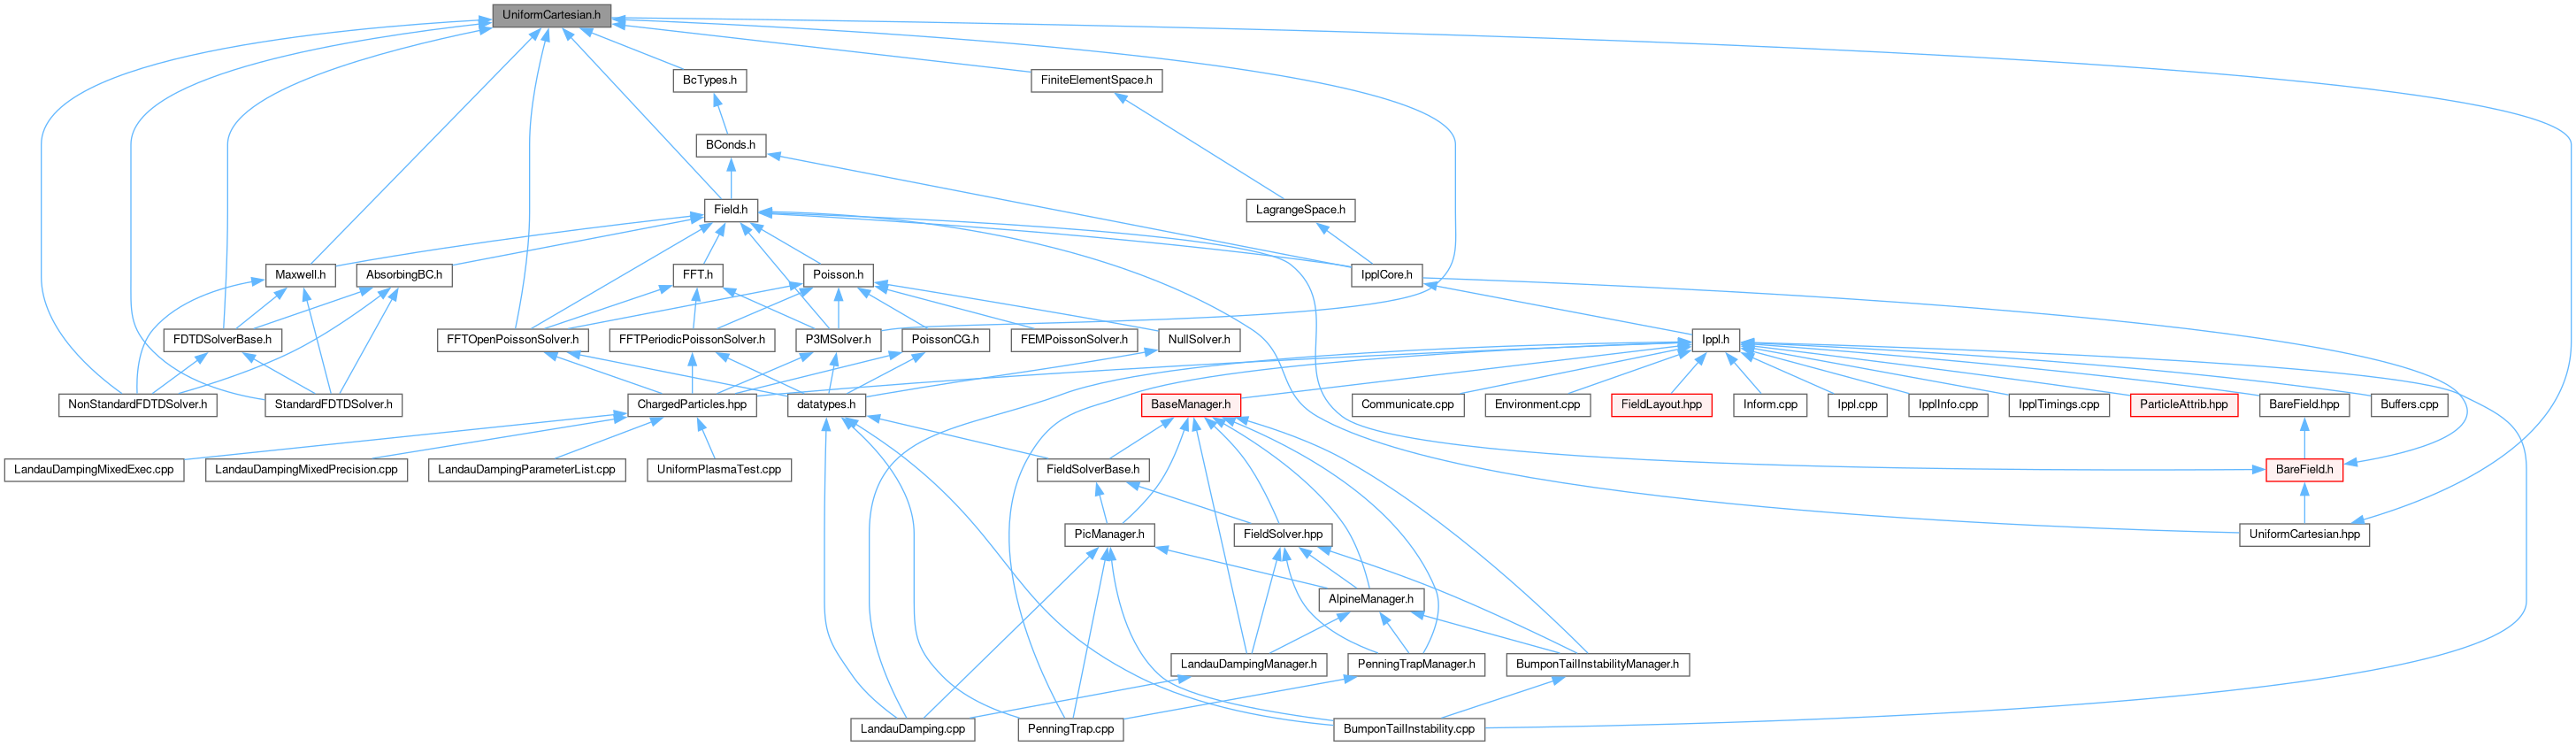 UniformCartesian.h
BcTypes.h
FiniteElementSpace.h
BConds.h
Field.h
LagrangeSpace.h
Maxwell.h
AbsorbingBC.h
FFT.h
Poisson.h
IpplCore.h
FDTDSolverBase.h
FFTOpenPoissonSolver.h
FFTPeriodicPoissonSolver.h
P3MSolver.h
PoissonCG.h
FEMPoissonSolver.h
NullSolver.h
Ippl.h
NonStandardFDTDSolver.h
StandardFDTDSolver.h
ChargedParticles.hpp
datatypes.h
BaseManager.h
Communicate.cpp
Environment.cpp
FieldLayout.hpp
Inform.cpp
Ippl.cpp
IpplInfo.cpp
IpplTimings.cpp
ParticleAttrib.hpp
BareField.hpp
Buffers.cpp
LandauDampingMixedExec.cpp
LandauDampingMixedPrecision.cpp
LandauDampingParameterList.cpp
UniformPlasmaTest.cpp
FieldSolverBase.h
BareField.h
PicManager.h
FieldSolver.hpp
UniformCartesian.hpp
AlpineManager.h
LandauDampingManager.h
PenningTrapManager.h
BumponTailInstabilityManager.h
LandauDamping.cpp
PenningTrap.cpp
BumponTailInstability.cpp